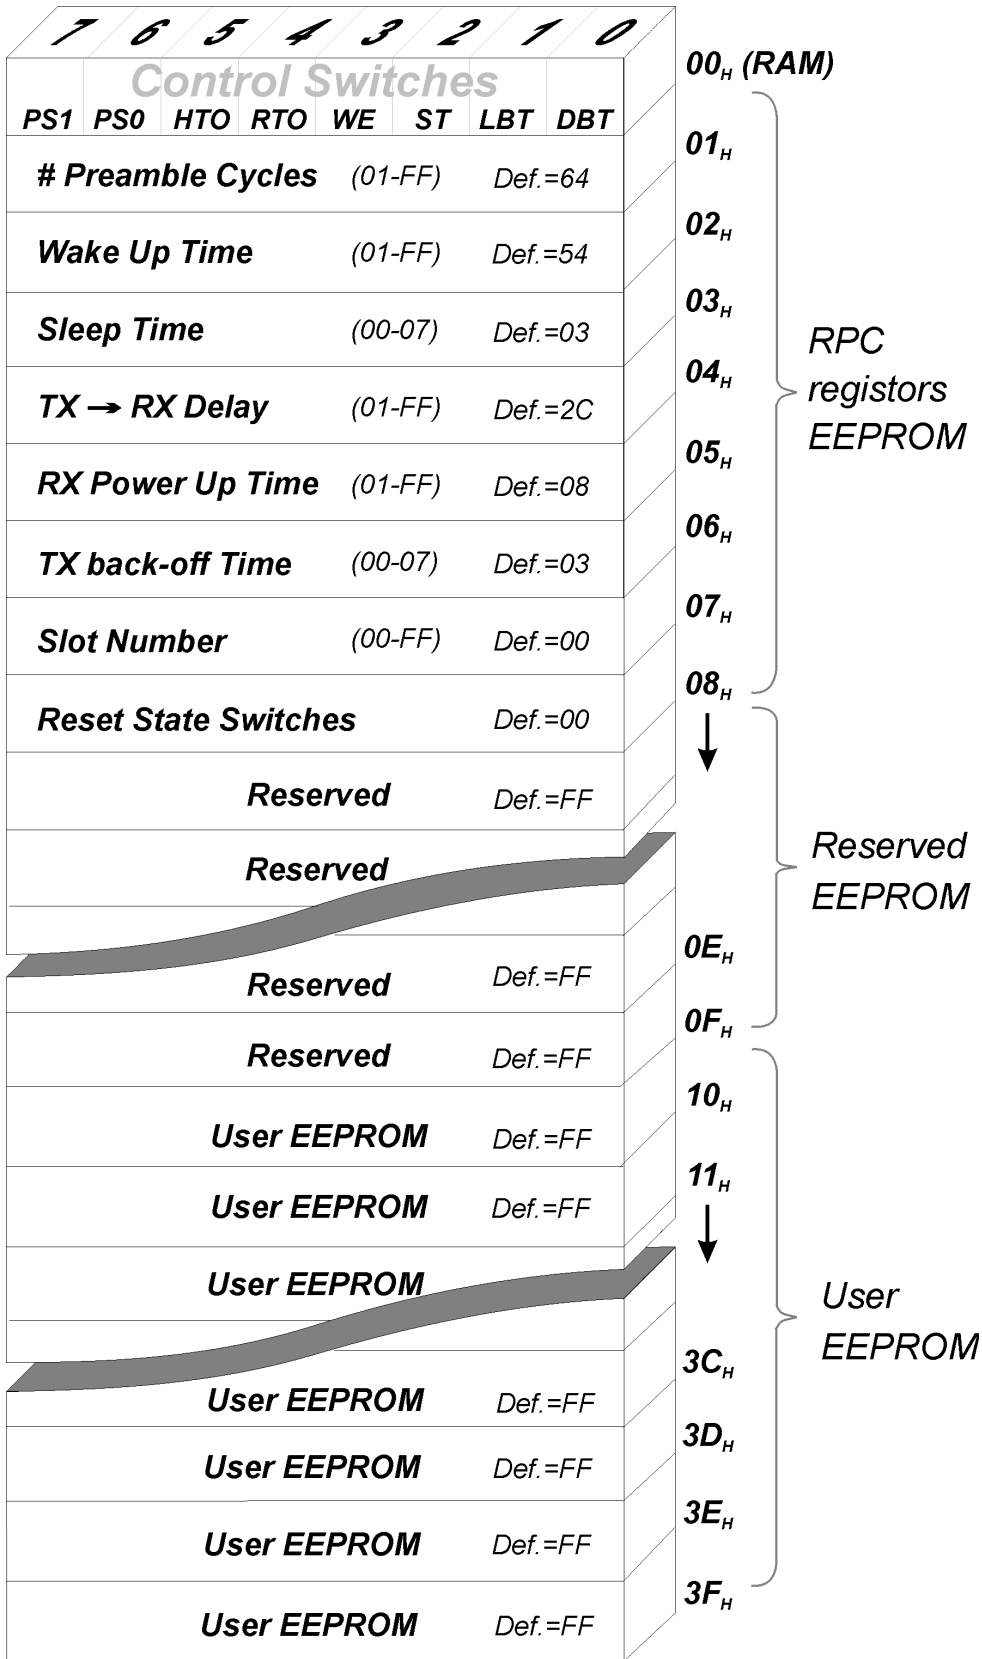 7 6 5 4 3 2 1 0
00H (RAM)
Control Switches
PS1 PS0 HTO RTO WE ST LBT DBT
01H
# Preamble Cycles (01-FF) Def.=64
02H
Wake Up Time (01-FF) Def.=54
03H
Sleep Time (00-07) Def.=03
04H
TX → RX Delay (01-FF) Def.=2C
05H
RX Power Up Time (01-FF) Def.=08
06H
TX back-off Time (00-07) Def.=03
07H
Slot Number (00-FF) Def.=00
08H
Reset State Switches Def.=00
RPC
registors
EEPROM
Reserved Def.=FF
Reserved
Reserved
EEPROM
0EH
Reserved Def.=FF
0FH
Reserved Def.=FF
10H
User EEPROM Def.=FF
11H
User EEPROM Def.=FF
User EEPROM
User
EEPROM
3CH
User EEPROM Def.=FF
3DH
User EEPROM Def.=FF
3EH
User EEPROM Def.=FF
3FH
User EEPROM Def.=FF